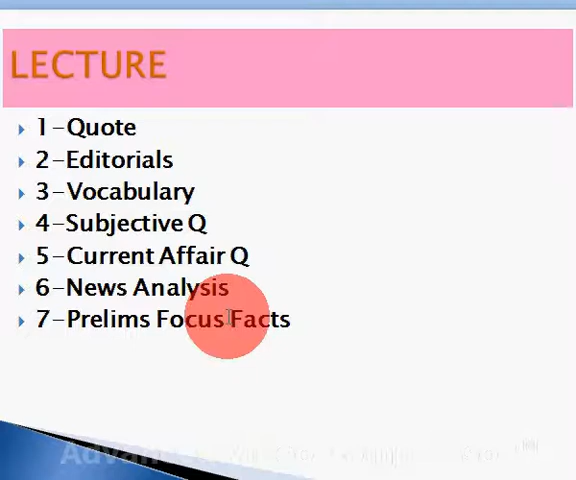 LECTURE
1-Quote
2-Editorials
3-Vocabulary
4-Subjective Q
5-Current Affair Q
6-News Analysis
7-Prelims Focus Facts